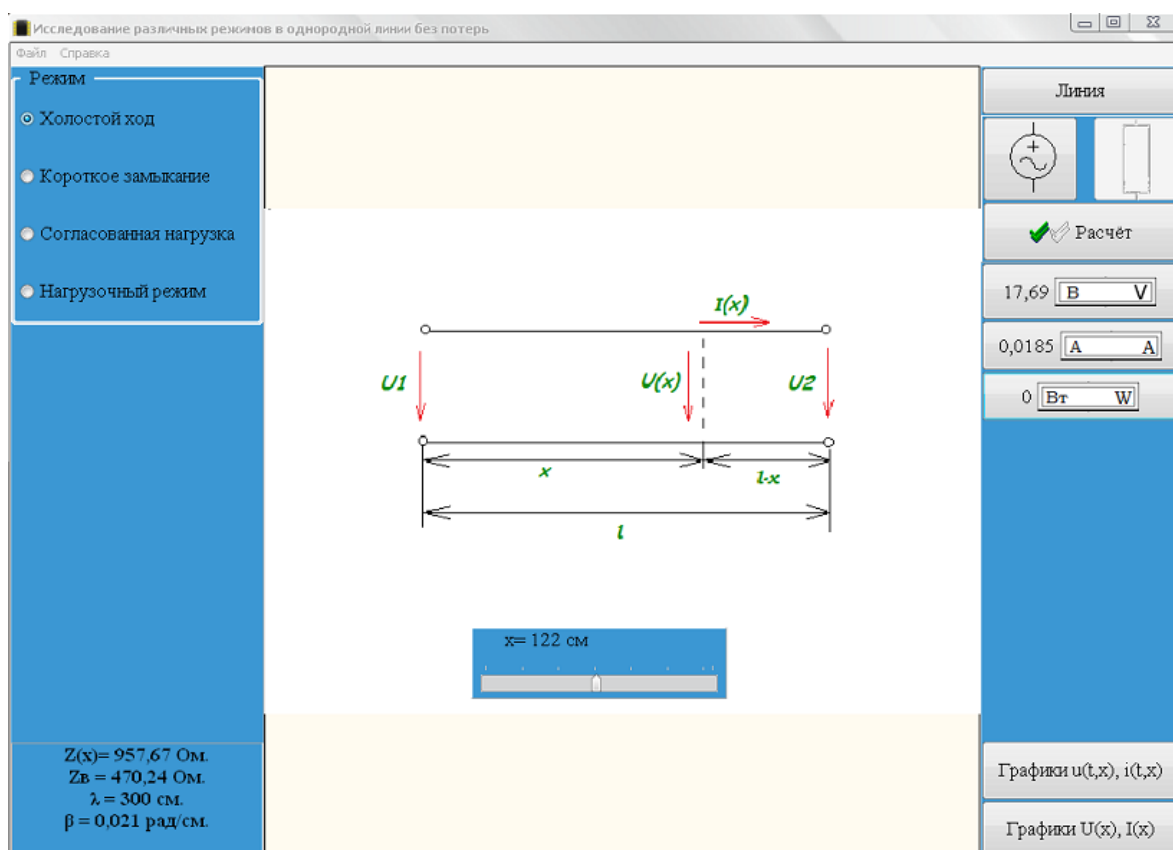 Исследование различных режимов в однородной линии без потерь
Файл Справка
Режим
Холостой ход
Короткое замыкание
Согласованная нагрузка
Нагрузочный режим
I(x)
U1
U(x)
U2
x
l-x
l
x= 122 см
Линия
+
Расчёт
17,69 В V
0,0185 А A
0 Вт W
Z(x)= 957,67 Ом.
Zв = 470,24 Ом.
λ = 300 см.
β = 0,021 рад/см.
Графики u(t,x), i(t,x)
Графики U(x), I(x)